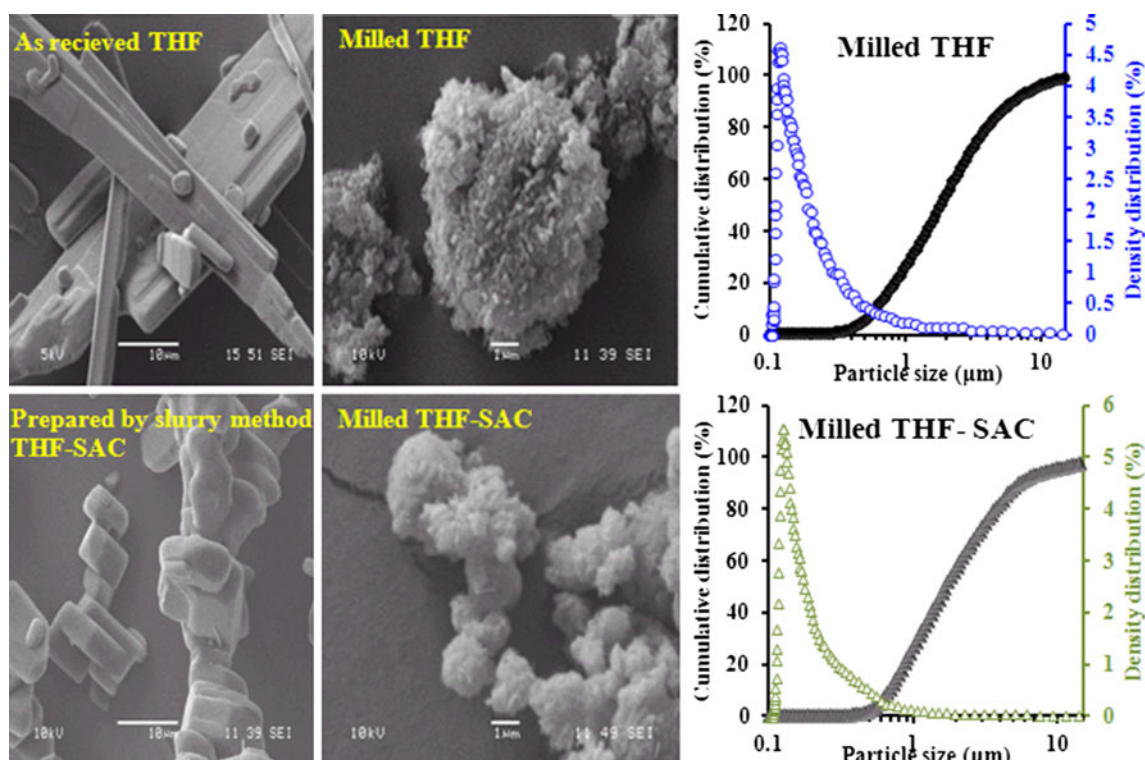 As recieved THF
5kV
10μm
15 51 SEI
Milled THF
10kV
1μm
11 39 SEI
Milled THF
Cumulative distribution (%)
120
100
80
60
40
20
0
Density distribution (%)
5
4.5
4
3.5
3
2.5
2
1.5
1
0.5
0
0.1
1
10
Particle size (μm)
Prepared by slurry method
THF-SAC
10kV
10μm
11 39 SEI
Milled THF-SAC
10kV
1μm
11 49 SEI
Milled THF- SAC
Cumulative distribution (%)
120
100
80
60
40
20
0
Density distribution (%)
6
5
4
3
2
1
0
0.1
1
10
Particle size (μm)